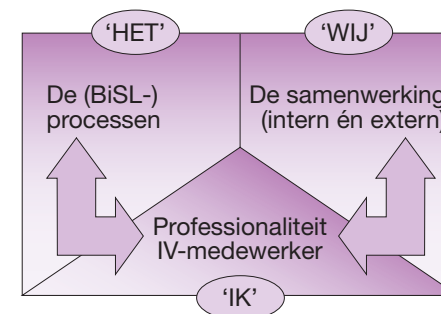 ‘HET’
‘WIJ’
De (BiSL-)
processen
De samenwerking
(intern én extern)
Professionaliteit
IV-medewerker
‘IK’